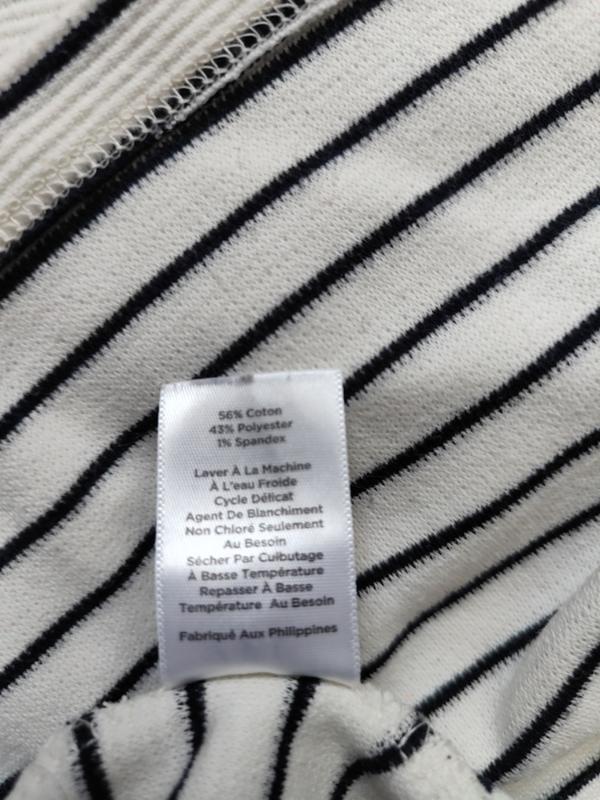 56% Coton
43% Polyester
1% Spandex
Laver À La Machine
À L'eau Froide
Cycle Délicat
Agent De Blanchiment
Non Chloré Seulement
Au Besoin
Sécher Par Culbutage
À Basse Température
Repasser À Basse
Température Au Besoin
Fabriqué Aux Philippines